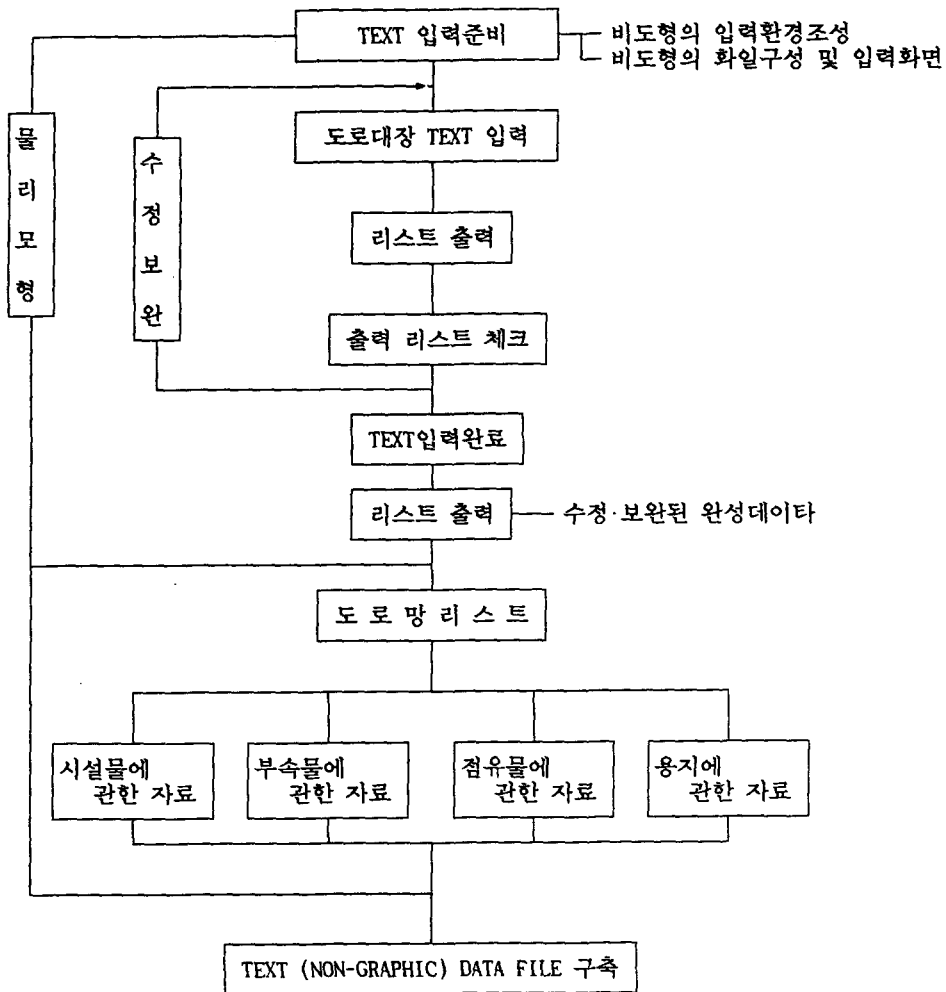 TEXT 입력준비
비도형의 입력환경조성
비도형의 화일구성 및 입력화면
물리모형
수정보완
도로대장 TEXT 입력
리스트 출력
출력 리스트 체크
TEXT입력완료
리스트 출력
수정·보완된 완성데이타
도 로 망 리 스 트
시설물에
관한 자료
부속물에
관한 자료
점유물에
관한 자료
용지에
관한 자료
TEXT (NON-GRAPHIC) DATA FILE 구축